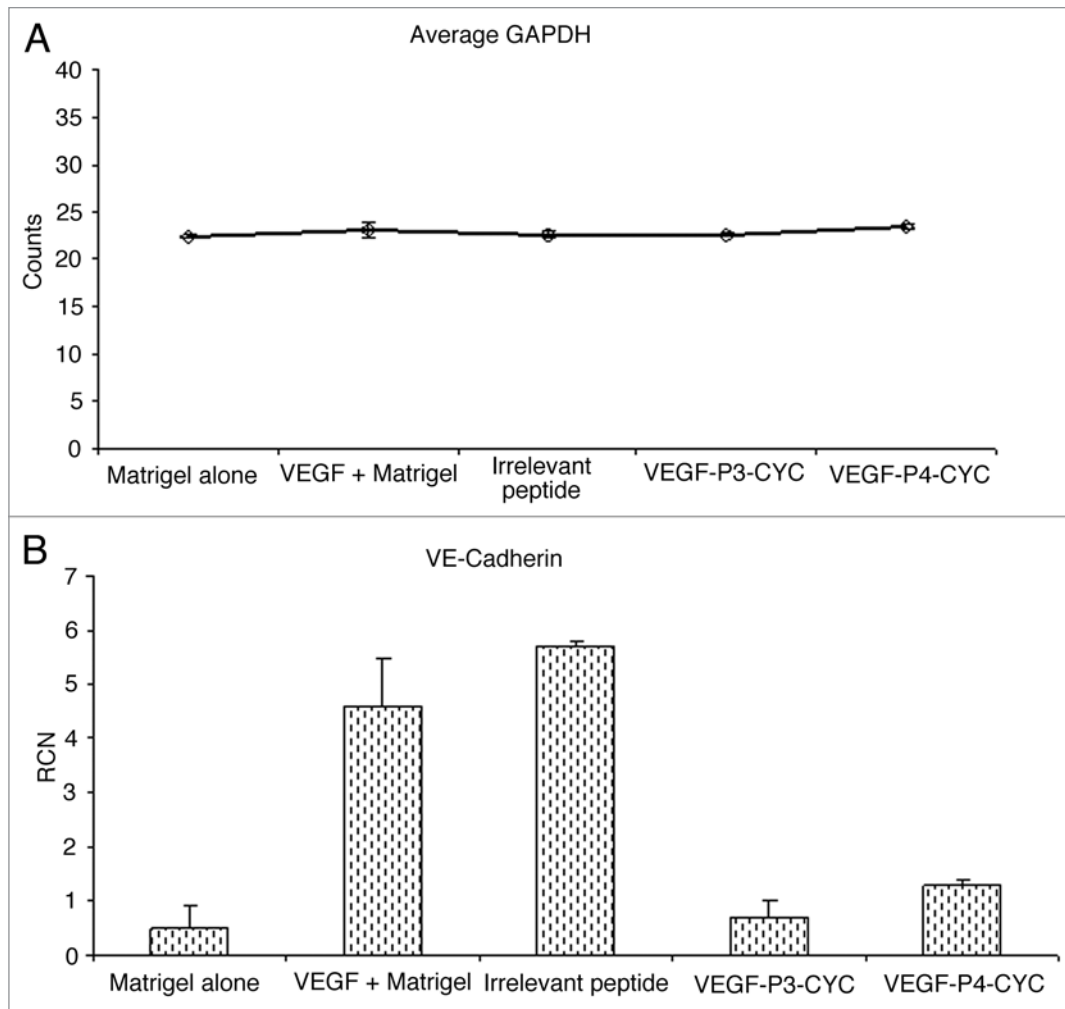 A
Average GAPDH
40
35
30
25
20
15
10
5
0
Counts
Matrigel alone
VEGF + Matrigel
Irrelevant
peptide
VEGF-P3-CYC
VEGF-P4-CYC
B
VE-Cadherin
7
6
5
4
3
2
1
0
RCN
Matrigel alone
VEGF + Matrigel
Irrelevant peptide
VEGF-P3-CYC
VEGF-P4-CYC